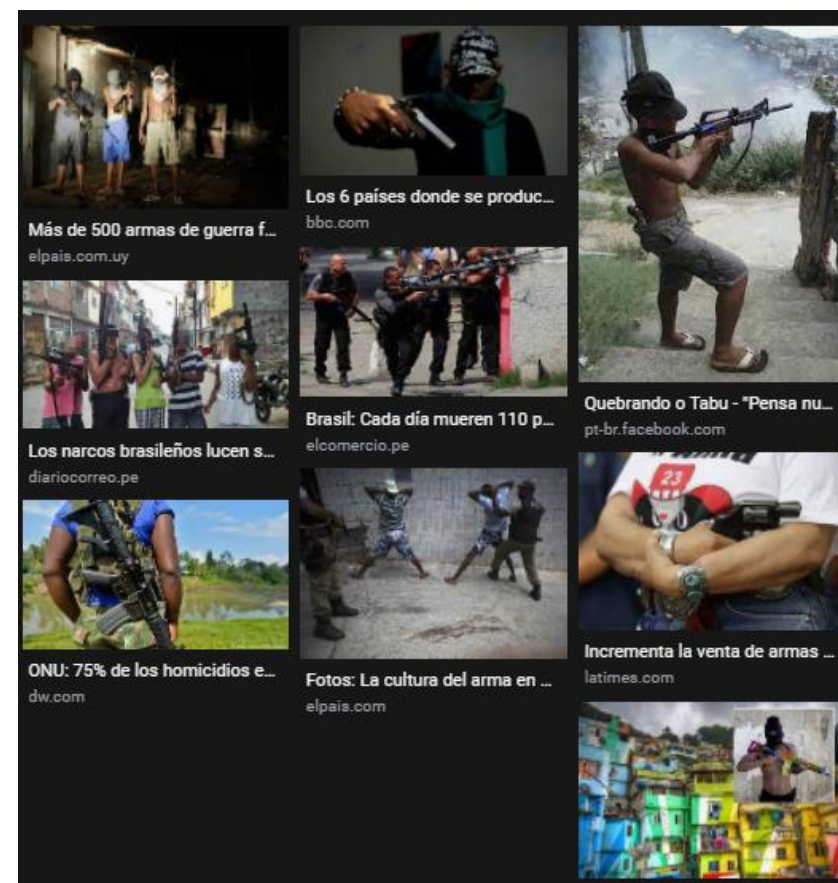 Más de 500 armas de guerra f...
elpais.com.uy
Los narcos brasileños lucen s...
diariocorreo.pe
ONU: 75% de los homicidios e...
dw.com
Los 6 países donde se produc...
bbc.com
Brasil: Cada día mueren 110 p...
elcomercio.pe
Fotos: La cultura del arma en ...
elpais.com
Quebrando o Tabu - "Pensa nu...
pt-br.facebook.com
23
Incrementa la venta de armas ...
latimes.com